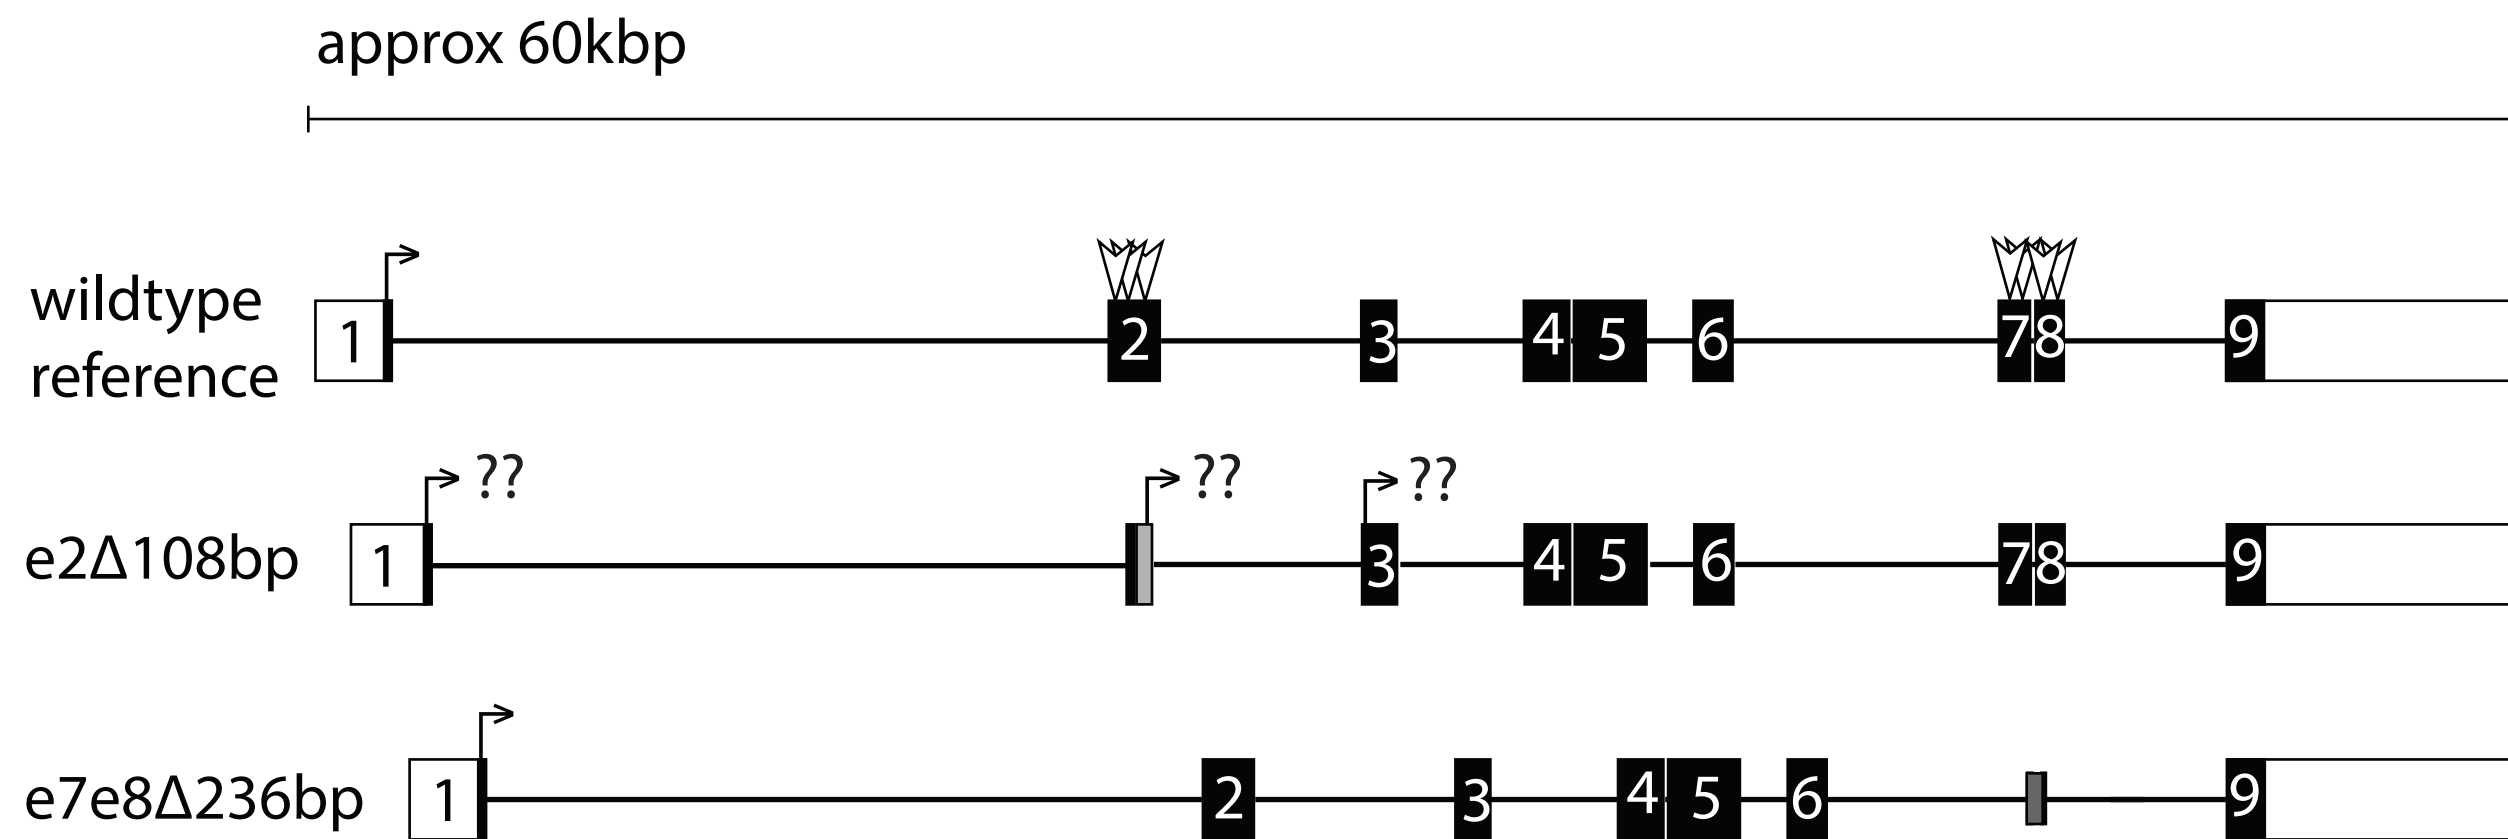 approx 60kbp
wildtype
reference
1 2 3 4 5 6 7 8 9
?? ?? ??
e2Δ108bp
1 3 4 5 6 7 8 9
e7e8Δ236bp
1 2 3 4 5 6 9